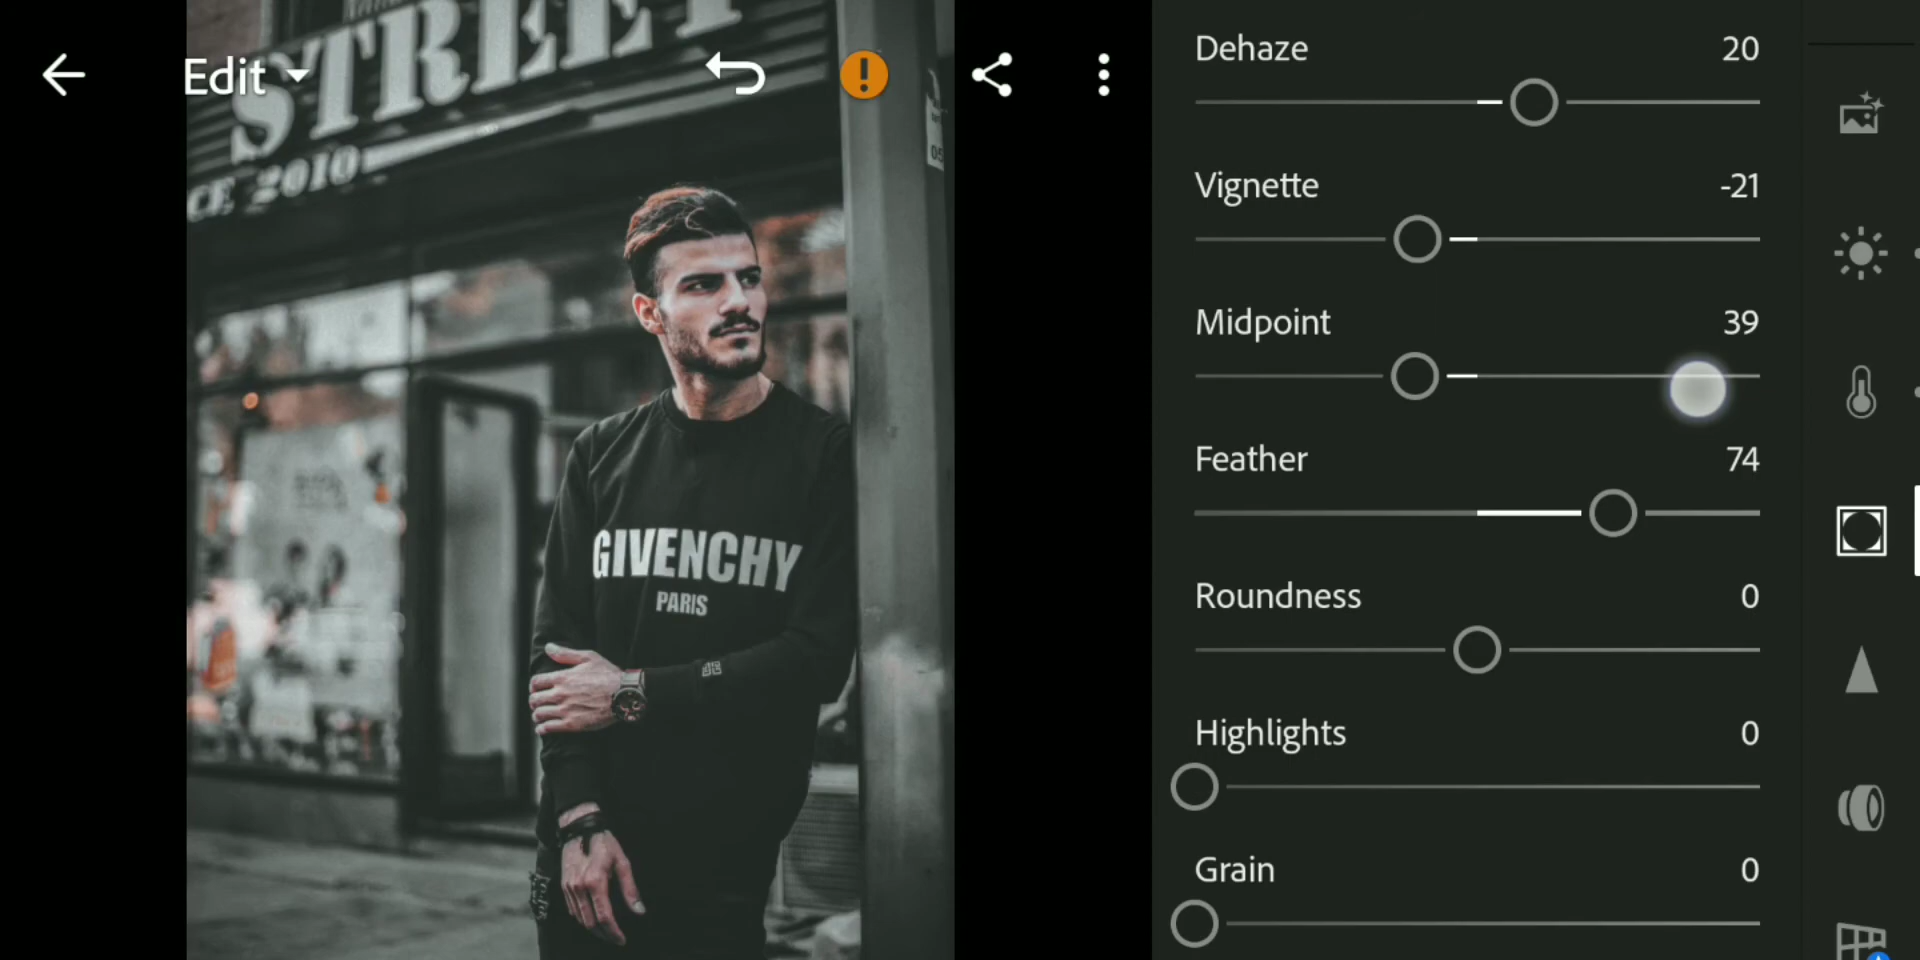 STREET
CE 2010
Edit
05
GIVENCHY
PARIS
Dehaze 20
Vignette -21
Midpoint 39
Feather 74
Roundness 0
Highlights 0
Grain 0